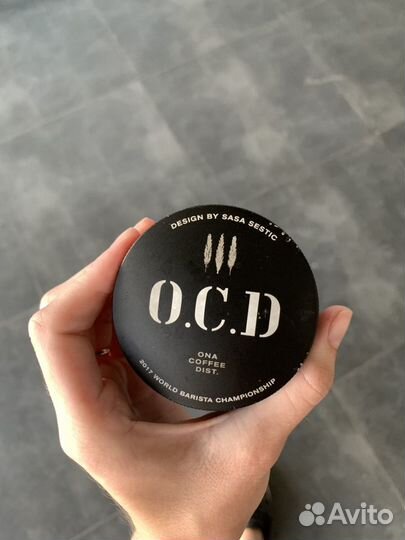 DESIGN BY SASA SESTIC
O.C.D
ONA
COFFEE
DIST.
2017 WORLD BARISTA CHAMPIONSHIP
Avito